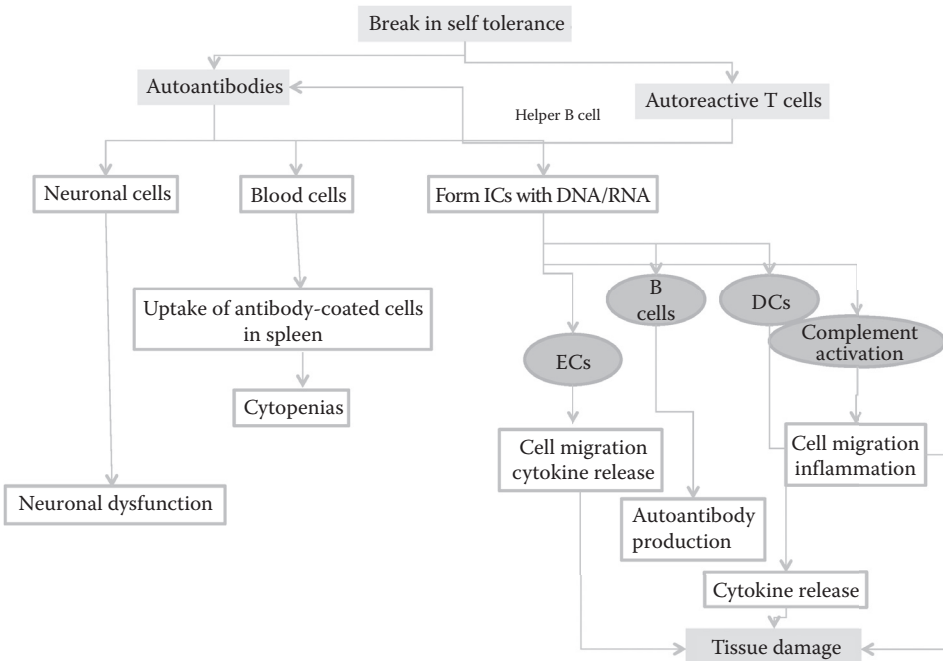 Break in self tolerance
Autoantibodies
Autoreactive T cells
Helper B cell
Neuronal cells
Blood cells
Form ICs with DNA/RNA
B
cells
DCs
Uptake of antibody-coated cells
in spleen
Complement
activation
ECs
Cytopenias
Cell migration
cytokine release
Cell migration
inflammation
Neuronal dysfunction
Autoantibody
production
Cytokine release
Tissue damage